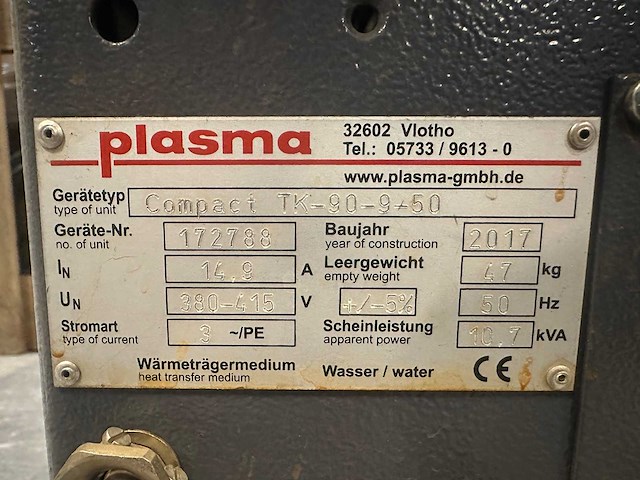 plasma
32602 Vlotho
Tel.: 05733 / 9613 - 0
www.plasma-gmbh.de
Gerätetyp Compact TK-90-9-50
type of unit
Geräte-Nr. 172788 Baujahr 2017
no. of unit year of construction
IN 14,9 A Leergewicht 47 kg
empty weight
UN 380-415 V +/-5% 50 Hz
Stromart 3 ~/PE Scheinleistung 10,7 kVA
type of current apparent power
Wärmeträgermedium Wasser / water CE
heat transfer medium